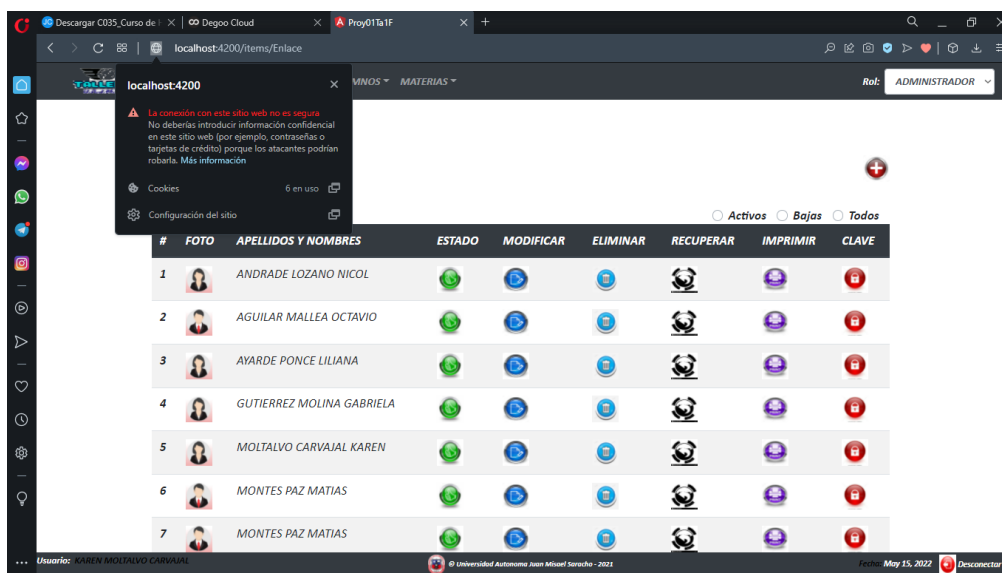 Descargar C035_Curso de
Degoo Cloud
Proy01Ta1F
localhost:4200/items/Enlace
MATERIAS
Rol:
ADMINISTRADOR
localhost:4200
La conexión con este sitio web no es segura
No deberías introducir información confidencial
en este sitio web (por ejemplo, contraseñas o
tarjetas de crédito) porque los atacantes podrían
robarla. Más información
Cookies
6 en uso
Configuración del sitio
Activos Bajas Todos
# FOTO APELLIDOS Y NOMBRES ESTADO MODIFICAR ELIMINAR RECUPERAR IMPRIMIR CLAVE
1 ANDRADE LOZANO NICOL
2 AGUILAR MALLEA OCTAVIO
3 AYARDE PONCE LILIANA
4 GUTIERREZ MOLINA GABRIELA
5 MOLTALVO CARVAJAL KAREN
6 MONTES PAZ MATIAS
7 MONTES PAZ MATIAS
Usuario: KAREN MOLTALVO CARVAJAL
© Universidad Autonoma Juan Misael Saracho - 2021
Fecha: May 15, 2022
Desconectar